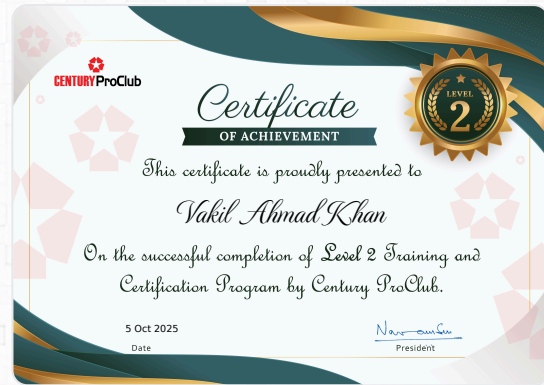 CENTURY ProClub
LEVEL
2
Certificate
OF ACHIEVEMENT
This certificate is proudly presented to
Vakil Ahmad Khan
On the successful completion of Level 2 Training and
Certification Program by Century ProClub.
5 Oct 2025
Date
President